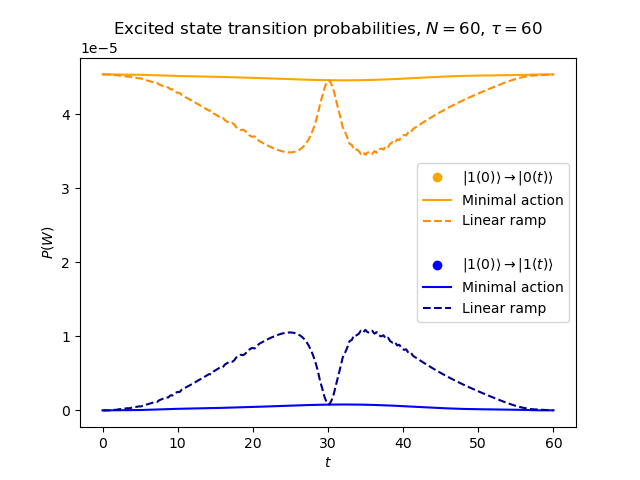 Excited state transition probabilities, $N = 60$, $\tau = 60$
1e−5
4
3
2
1
0
P(W)
|1(0)⟩→|0(t)⟩
Minimal action
Linear ramp
|1(0)⟩→|1(t)⟩
Minimal action
Linear ramp
0 10 20 30 40 50 60
t